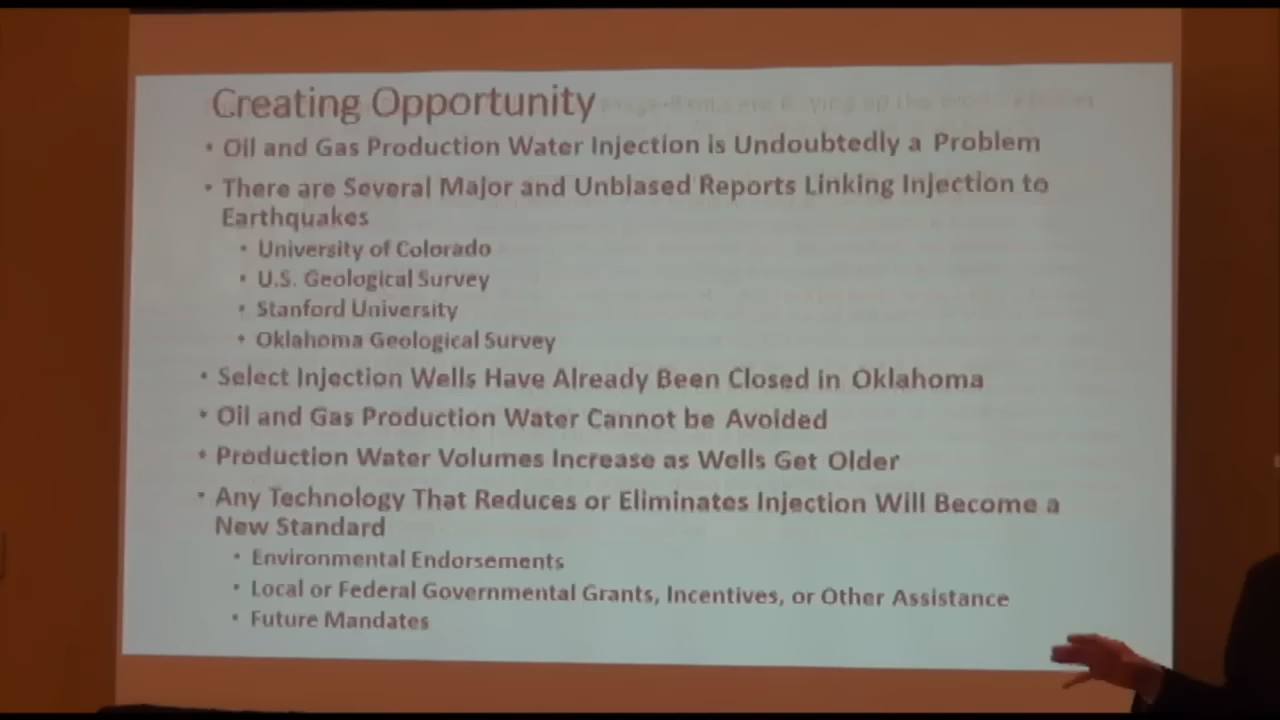 Creating Opportunity
• Oil and Gas Production Water Injection is Undoubtedly a Problem
• There are Several Major and Unbiased Reports Linking Injection to
Earthquakes
• University of Colorado
• U.S. Geological Survey
• Stanford University
• Oklahoma Geological Survey
• Select Injection Wells Have Already Been Closed in Oklahoma
• Oil and Gas Production Water Cannot be Avoided
• Production Water Volumes Increase as Wells Get Older
• Any Technology That Reduces or Eliminates Injection Will Become a
New Standard
• Environmental Endorsements
• Local or Federal Governmental Grants, Incentives, or Other Assistance
• Future Mandates